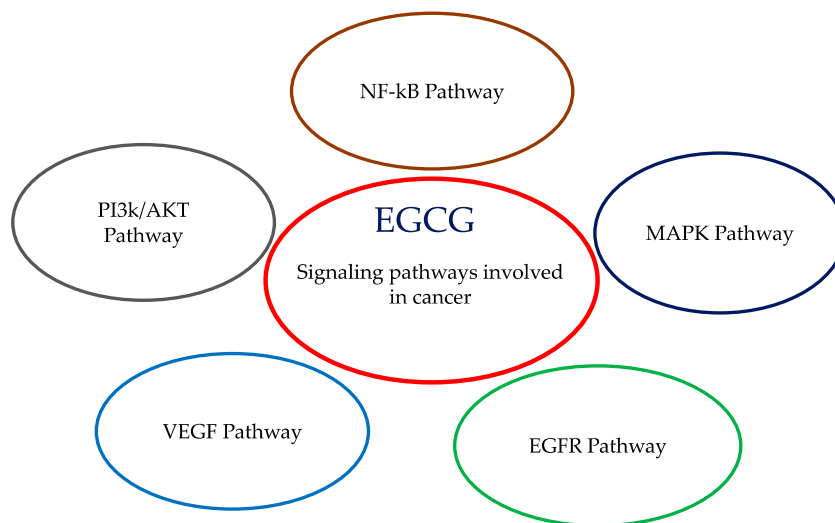 NF-kB Pathway
PI3k/AKT
Pathway
EGCG
Signaling pathways involved
in cancer
MAPK Pathway
VEGF Pathway
EGFR Pathway